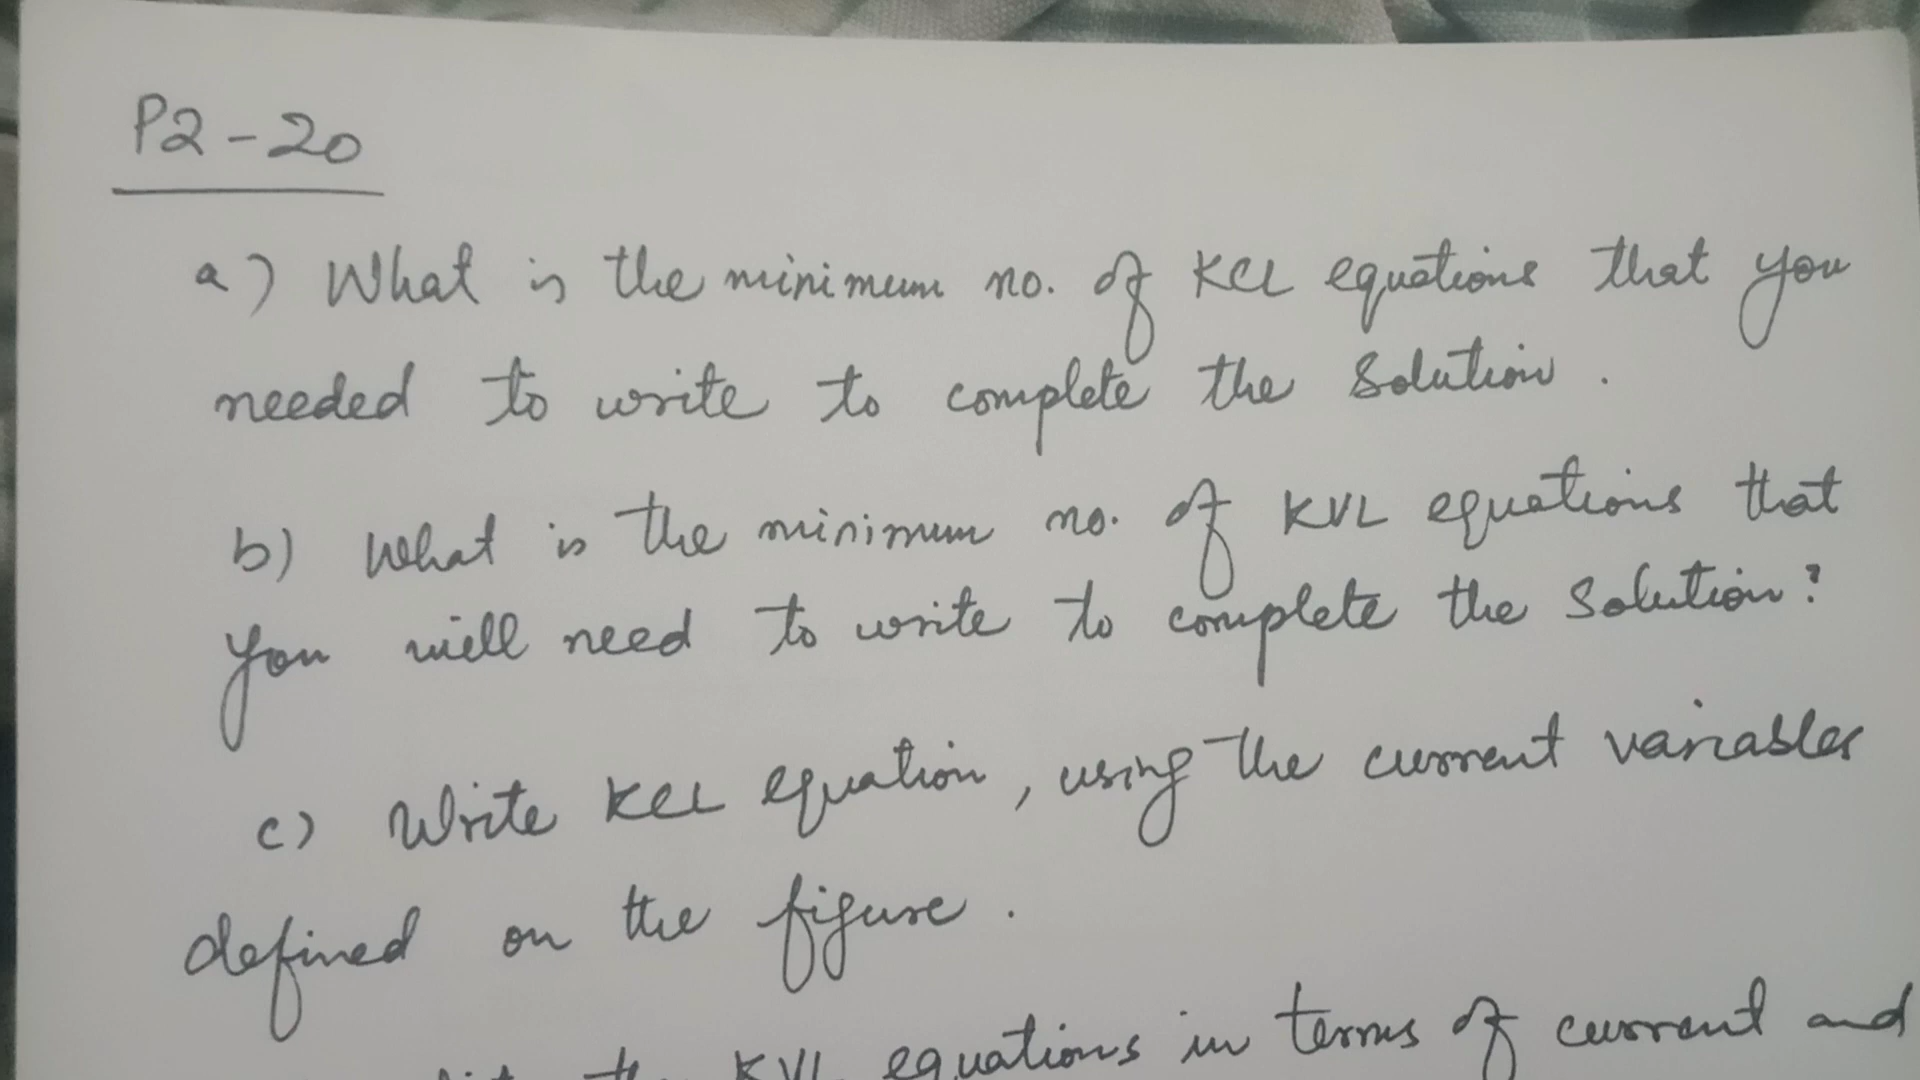 P2-20
a) What is the minimum no. of KCL equations that you
needed to write to complete the Solution.
b) What is the minimum no. of KVL equations that
you will need to write to complete the Solution?
c) Write KCL equation, using the current variables
defined on the figure.
the KVL equations in terms of current and